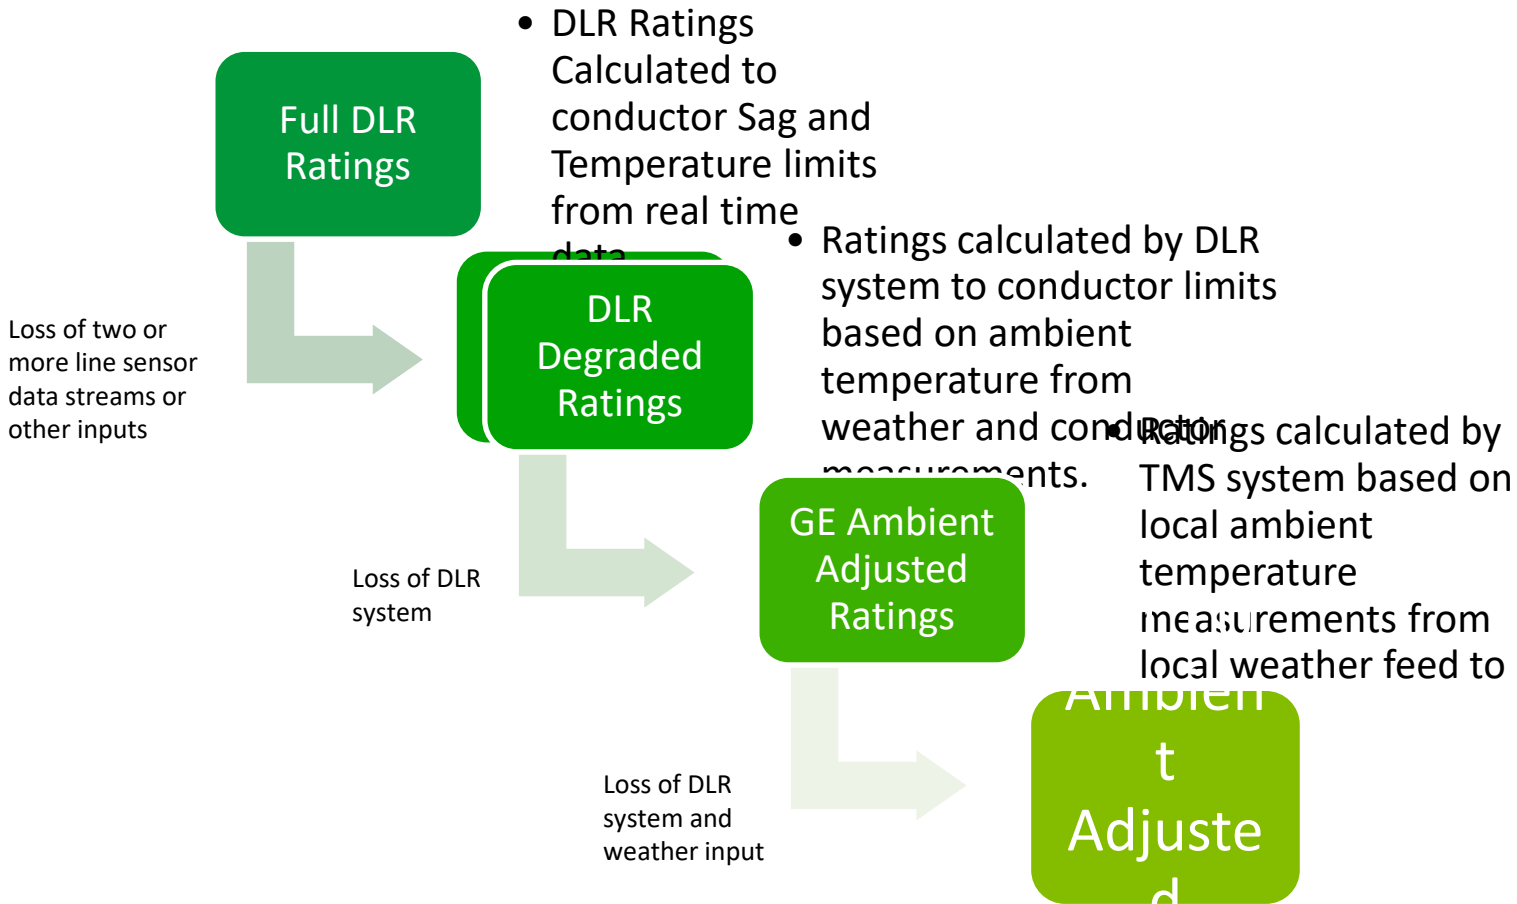 • DLR Ratings
Calculated to
conductor Sag and
Temperature limits
from real time
data
Full DLR
Ratings
• Ratings calculated by DLR
system to conductor limits
based on ambient
temperature from
weather and conductor
measurements.
Loss of two or
more line sensor
data streams or
other inputs
DLR
Degraded
Ratings
• Ratings calculated by
TMS system based on
local ambient
temperature
measurements from
local weather feed to
GE Ambient
Adjusted
Ratings
Loss of DLR
system
Ambien
t
Adjuste
d
Loss of DLR
system and
weather input